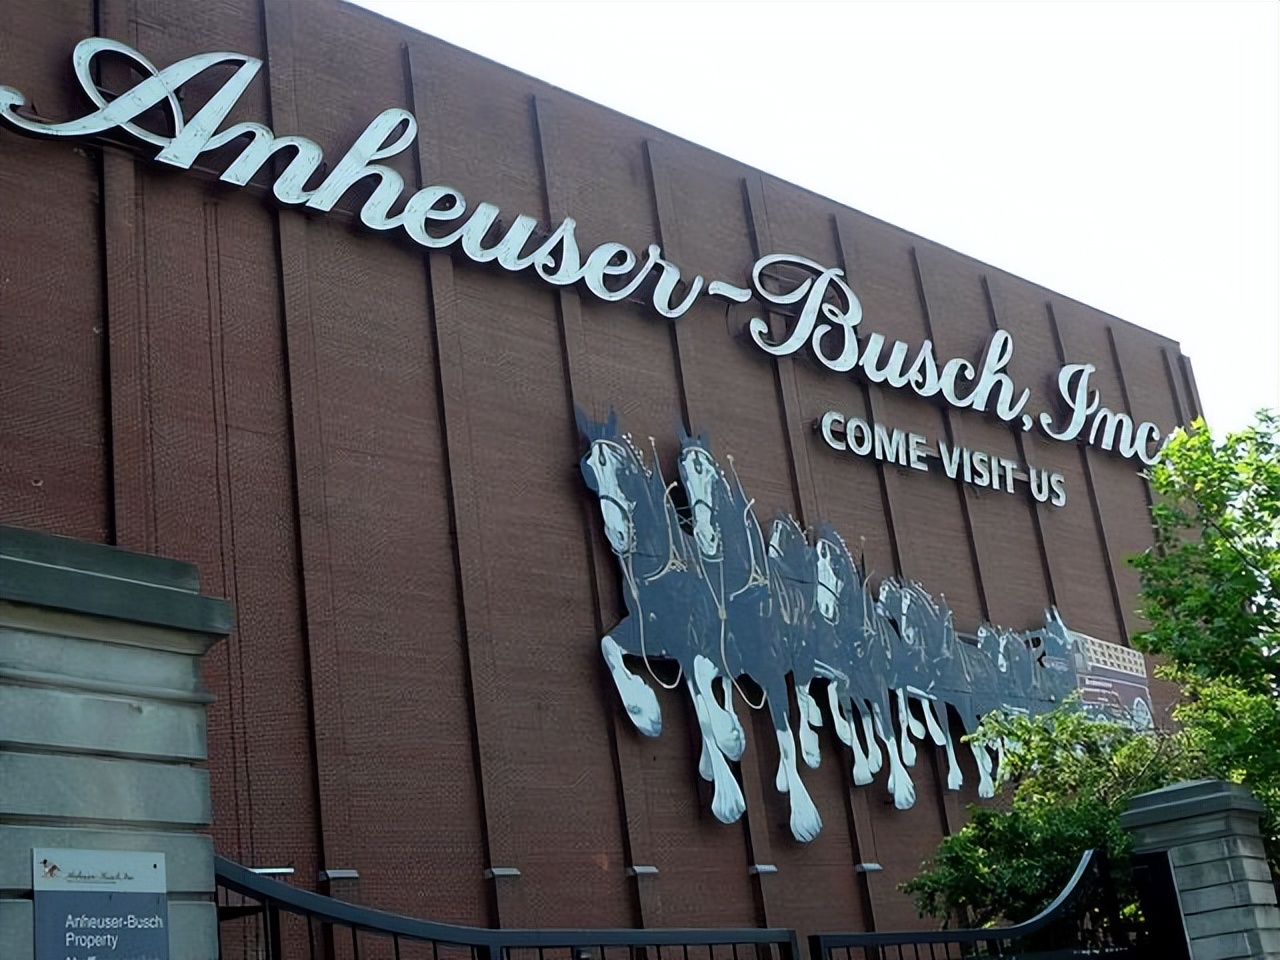 Anheuser-Busch, Inc.
COME VISIT US
Anheuser-Busch
Property